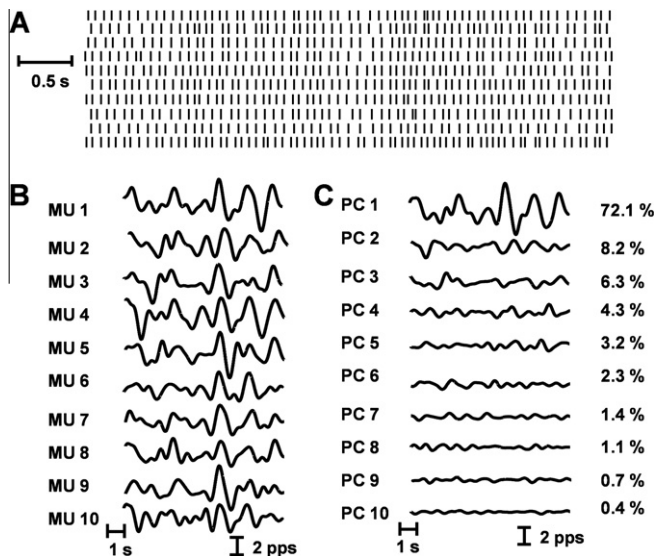 A
0.5 s
B
MU 1
MU 2
MU 3
MU 4
MU 5
MU 6
MU 7
MU 8
MU 9
MU 10
1 s
2 pps
C
PC 1 72.1 %
PC 2 8.2 %
PC 3 6.3 %
PC 4 4.3 %
PC 5 3.2 %
PC 6 2.3 %
PC 7 1.4 %
PC 8 1.1 %
PC 9 0.7 %
PC 10 0.4 %
1 s
2 pps